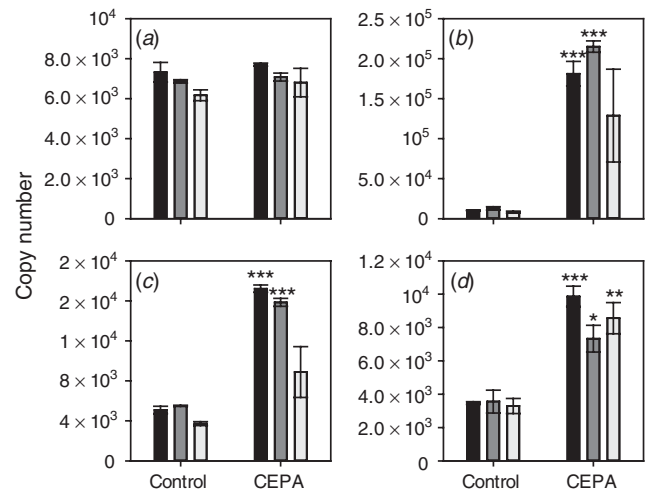 Copy number
(a)
10⁴
8.0 × 10³
6.0 × 10³
4.0 × 10³
2.0 × 10³
0
(b)
2.5 × 10⁵
2.0 × 10⁵
1.5 × 10⁵
10⁵
5.0 × 10⁴
0
*** ***
(c)
2 × 10⁴
2 × 10⁴
1 × 10⁴
8 × 10³
4 × 10³
0
*** ***
Control CEPA
(d)
1.2 × 10⁴
10⁴
8.0 × 10³
6.0 × 10³
4.0 × 10³
2.0 × 10³
0
*** * **
Control CEPA